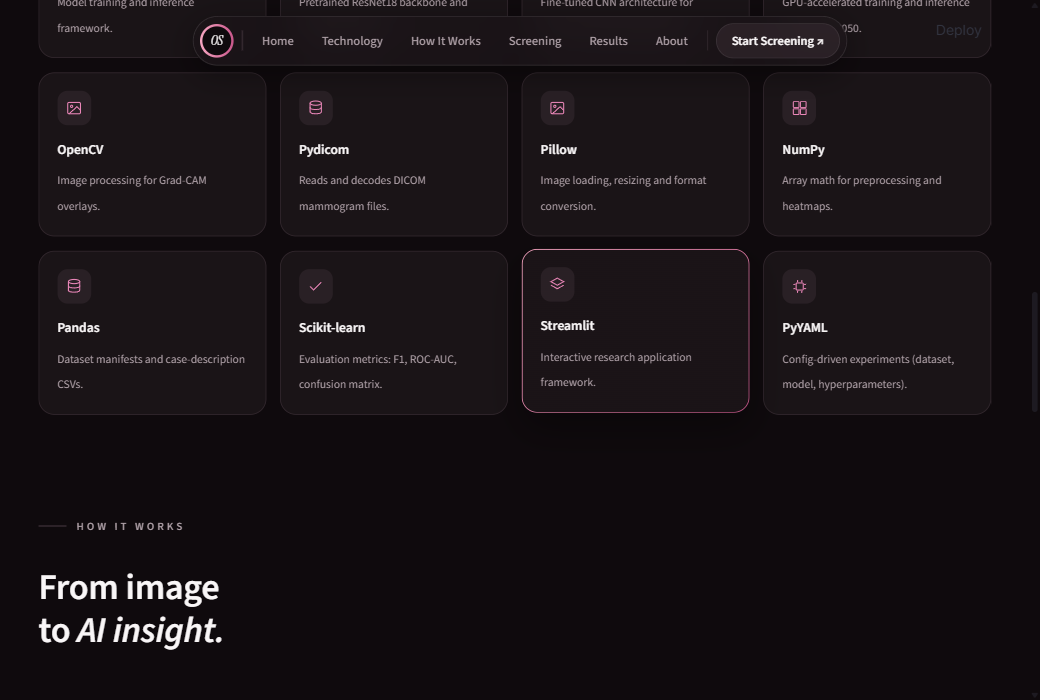 Model training and inference
framework.
Pretrained ResNet18 backbone and
Fine-tuned CNN architecture for
GPU-accelerated training and inference
050.
Deploy
OS
Home
Technology
How It Works
Screening
Results
About
Start Screening ↗
OpenCV
Image processing for Grad-CAM
overlays.
Pydicom
Reads and decodes DICOM
mammogram files.
Pillow
Image loading, resizing and format
conversion.
NumPy
Array math for preprocessing and
heatmaps.
Pandas
Dataset manifests and case-description
CSVs.
Scikit-learn
Evaluation metrics: F1, ROC-AUC,
confusion matrix.
Streamlit
Interactive research application
framework.
PyYAML
Config-driven experiments (dataset,
model, hyperparameters).
HOW IT WORKS
From image
to AI insight.